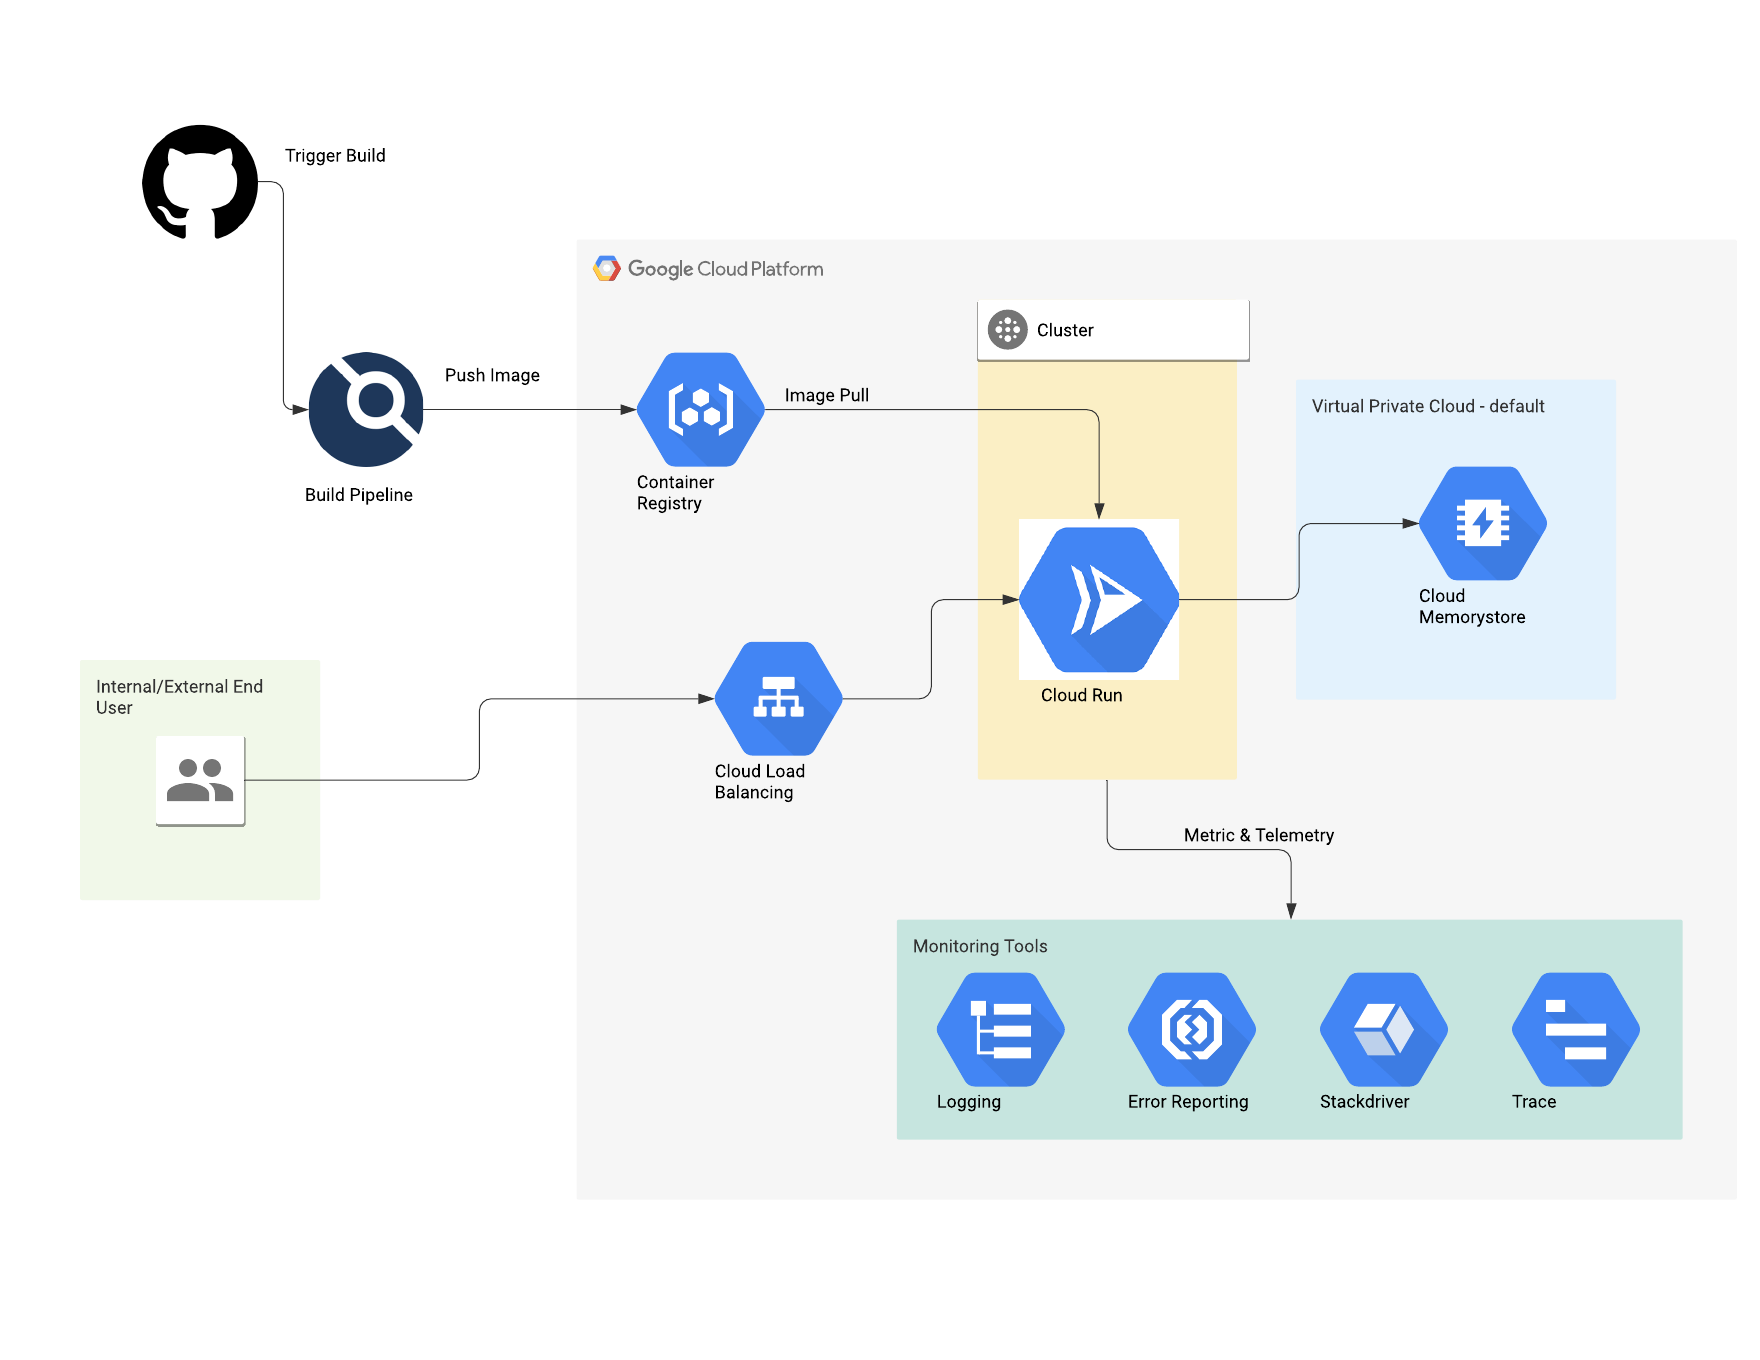 Trigger Build
Google Cloud Platform
Cluster
Push Image
Image Pull
Virtual Private Cloud - default
Build Pipeline
Container
Registry
Cloud
Memorystore
Cloud Run
Internal/External End
User
Cloud Load
Balancing
Metric & Telemetry
Monitoring Tools
Logging
Error Reporting
Stackdriver
Trace